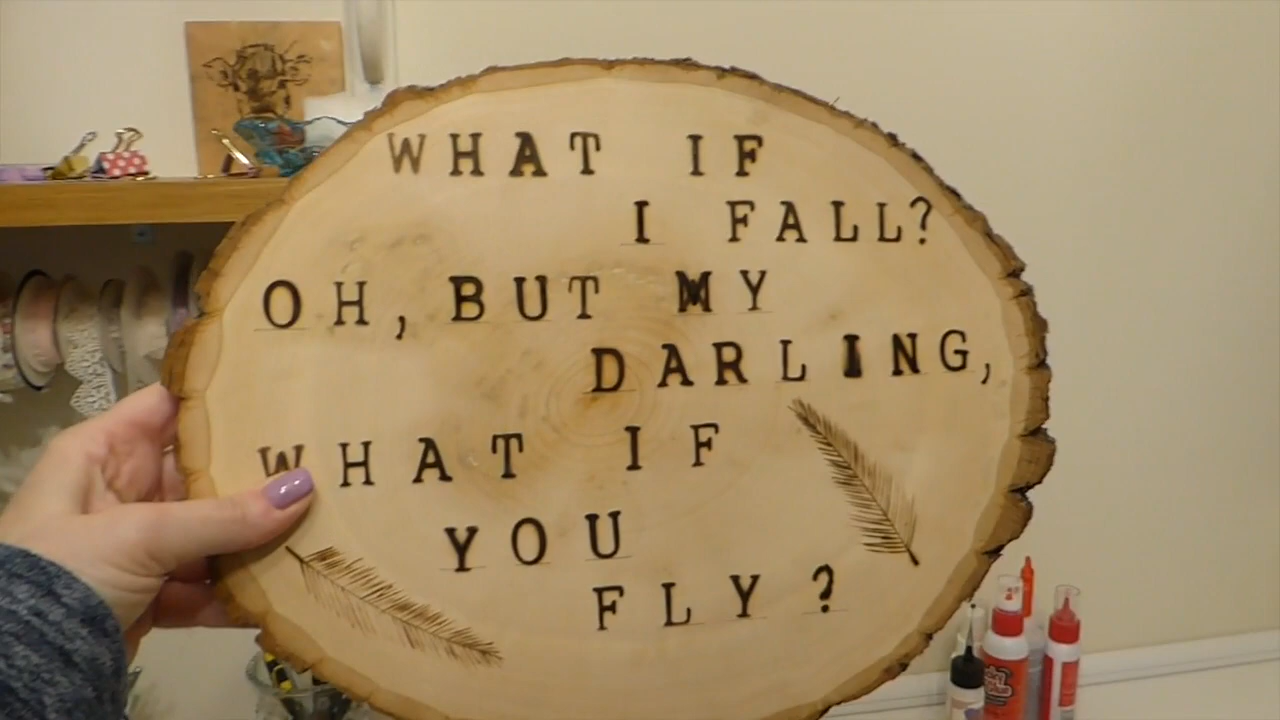 WHAT IF
I FALL?
OH, BUT MY
DARLING,
WHAT IF
YOU
FLY?